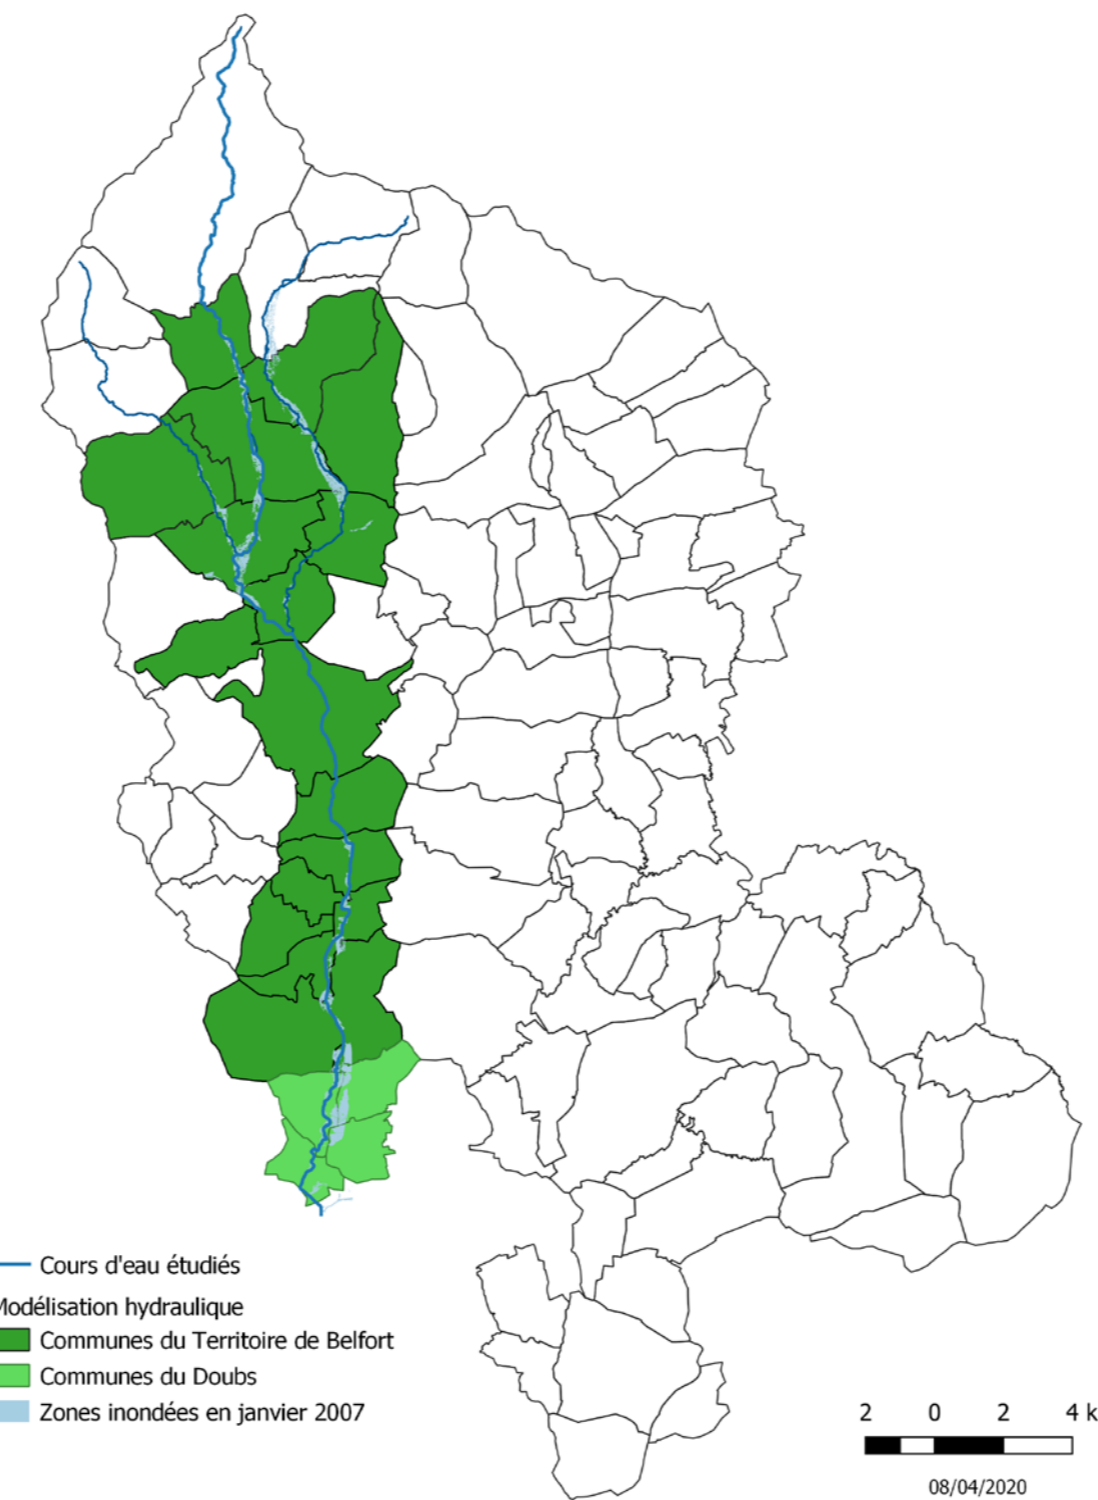 Cours d'eau étudiés
Modélisation hydraulique
Communes du Territoire de Belfort
Communes du Doubs
Zones inondées en janvier 2007
2 0 2 4 k
08/04/2020